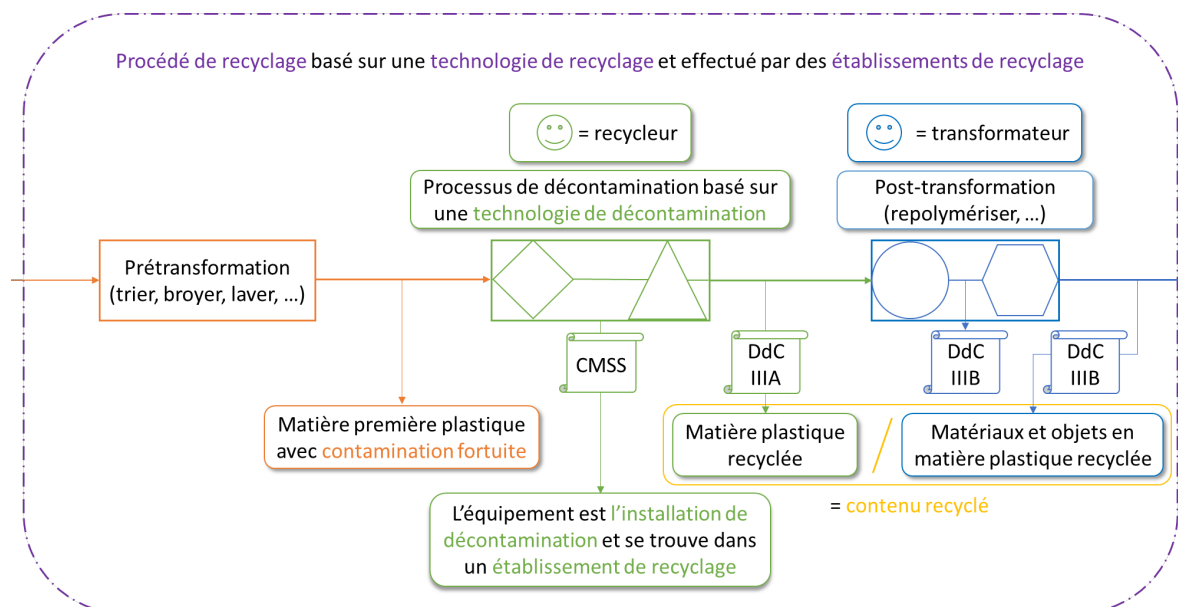 Procédé de recyclage basé sur une technologie de recyclage et effectué par des établissements de recyclage
= recycleur
= transformateur
Processus de décontamination basé sur
une technologie de décontamination
Post-transformation
(repolymériser, ...)
Prétransformation
(trier, broyer, laver, ...)
CMSS
DdC
IIIA
DdC
IIIB
DdC
IIIB
Matière première plastique
avec contamination fortuite
Matière plastique
recyclée
/
Matériaux et objets en
matière plastique recyclée
= contenu recyclé
L'équipement est l'installation de
décontamination et se trouve dans
un établissement de recyclage